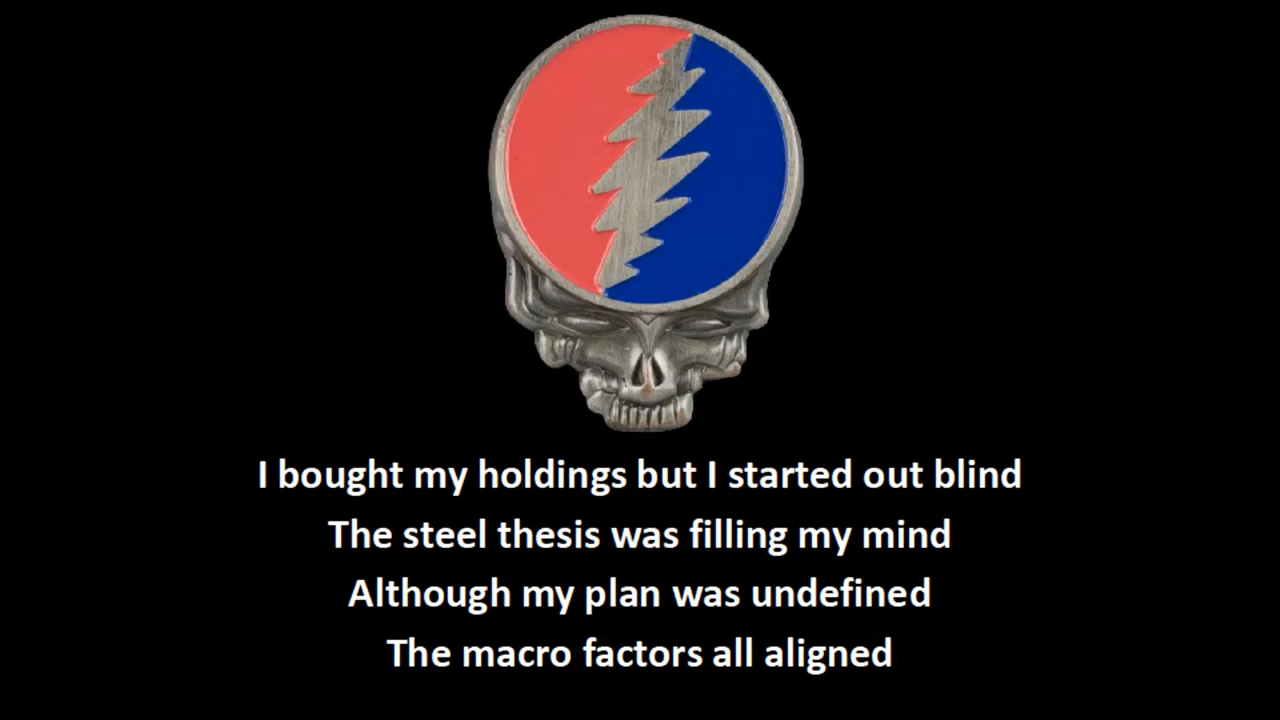 I bought my holdings but I started out blind
The steel thesis was filling my mind
Although my plan was undefined
The macro factors all aligned